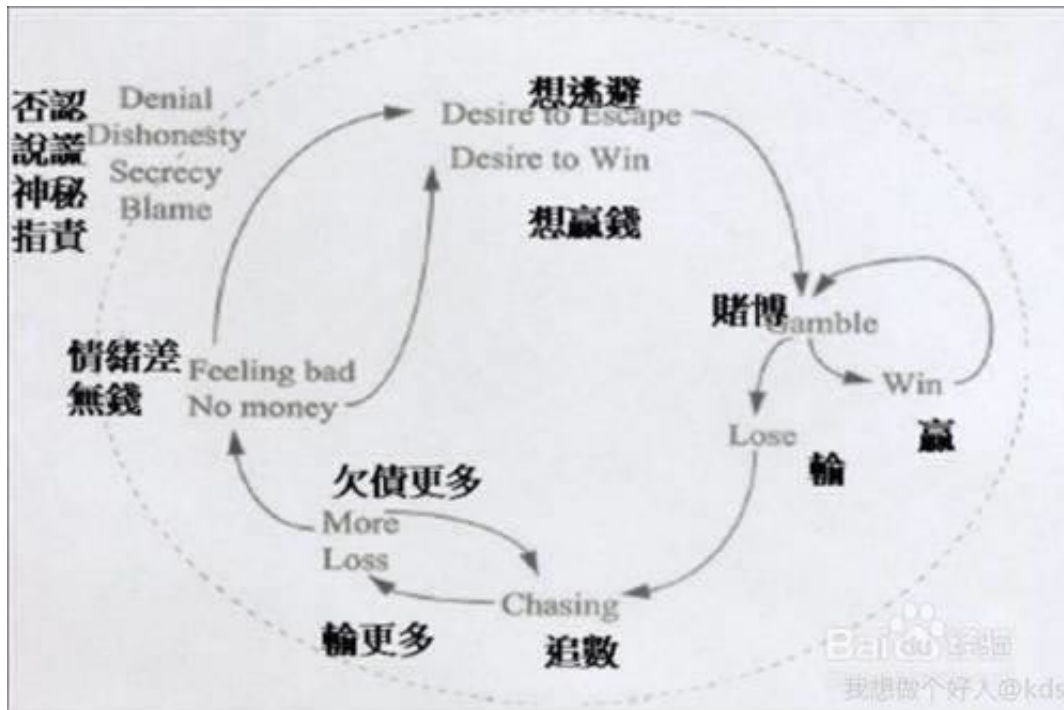 否認
說謊
神秘
指責
Denial
Dishonesty
Secrecy
Blame
想逃避
Desire to Escape
Desire to Win
想贏錢
賭博
Gamble
Win
贏
Lose
輸
情緒差
無錢
Feeling bad
No money
欠債更多
More
Loss
輸更多
Chasing
追數
Baidu 经验
我想做个好人@kds